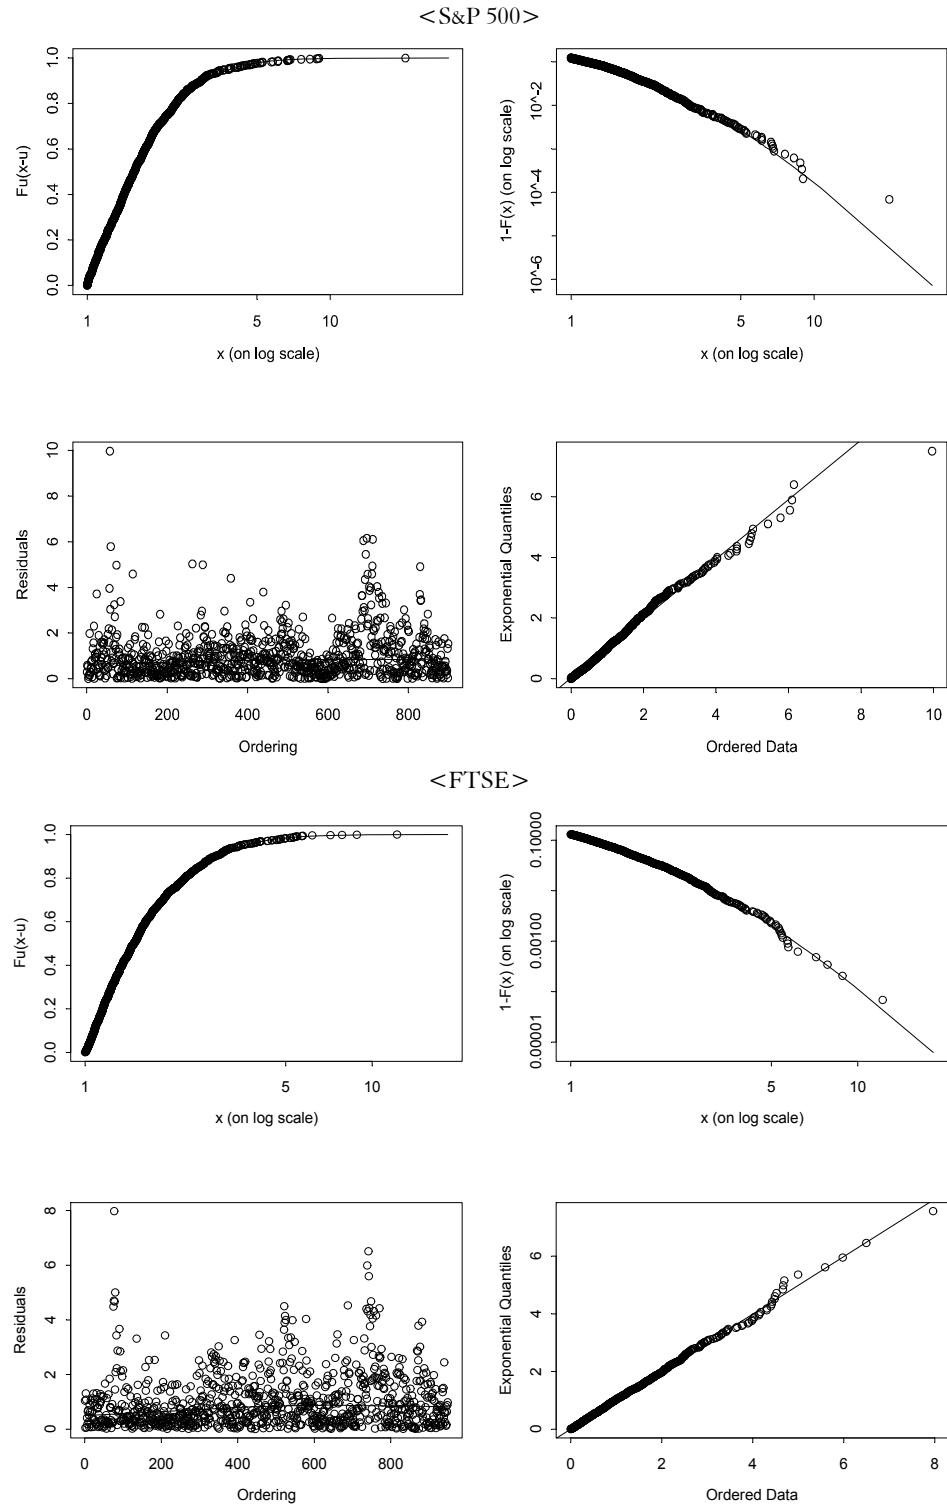 <S&P 500>
Fu(x-u)
0.0 0.2 0.4 0.6 0.8 1.0
1 5 10
x (on log scale)
1-F(x) (on log scale)
10^-6 10^-4 10^-2
1 5 10
x (on log scale)
Residuals
0 2 4 6 8 10
0 200 400 600 800
Ordering
Exponential Quantiles
0 2 4 6
0 2 4 6 8 10
Ordered Data
<FTSE>
Fu(x-u)
0.0 0.2 0.4 0.6 0.8 1.0
1 5 10
x (on log scale)
1-F(x) (on log scale)
0.00001 0.00100 0.10000
1 5 10
x (on log scale)
Residuals
0 2 4 6 8
0 200 400 600 800
Ordering
Exponential Quantiles
0 2 4 6
0 2 4 6 8
Ordered Data